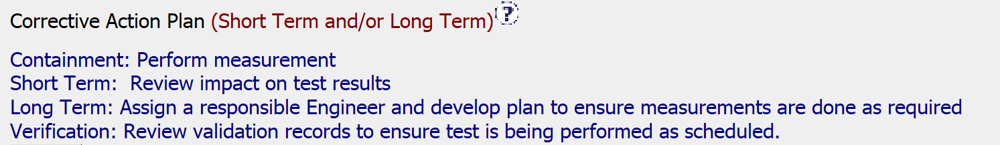 Corrective Action Plan (Short Term and/or Long Term)?
Containment: Perform measurement
Short Term:  Review impact on test results
Long Term: Assign a responsible Engineer and develop plan to ensure measurements are done as required
Verification: Review validation records to ensure test is being performed as scheduled.